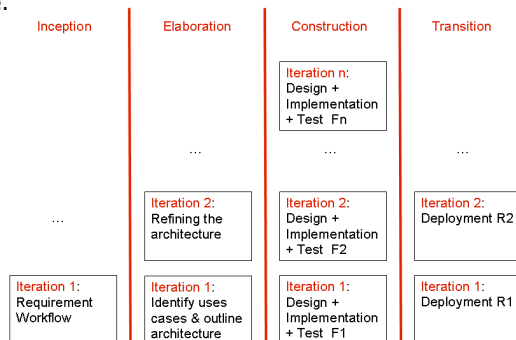 e.
Inception
Elaboration
Construction
Transition
Iteration n:
Design +
Implementation
+ Test Fn
...
...
...
Iteration 2:
Refining the
architecture
Iteration 2:
Design +
Implementation
+ Test F2
Iteration 2:
Deployment R2
...
Iteration 1:
Requirement
Workflow
Iteration 1:
Identify uses
cases & outline
architecture
Iteration 1:
Design +
Implementation
+ Test F1
Iteration 1:
Deployment R1